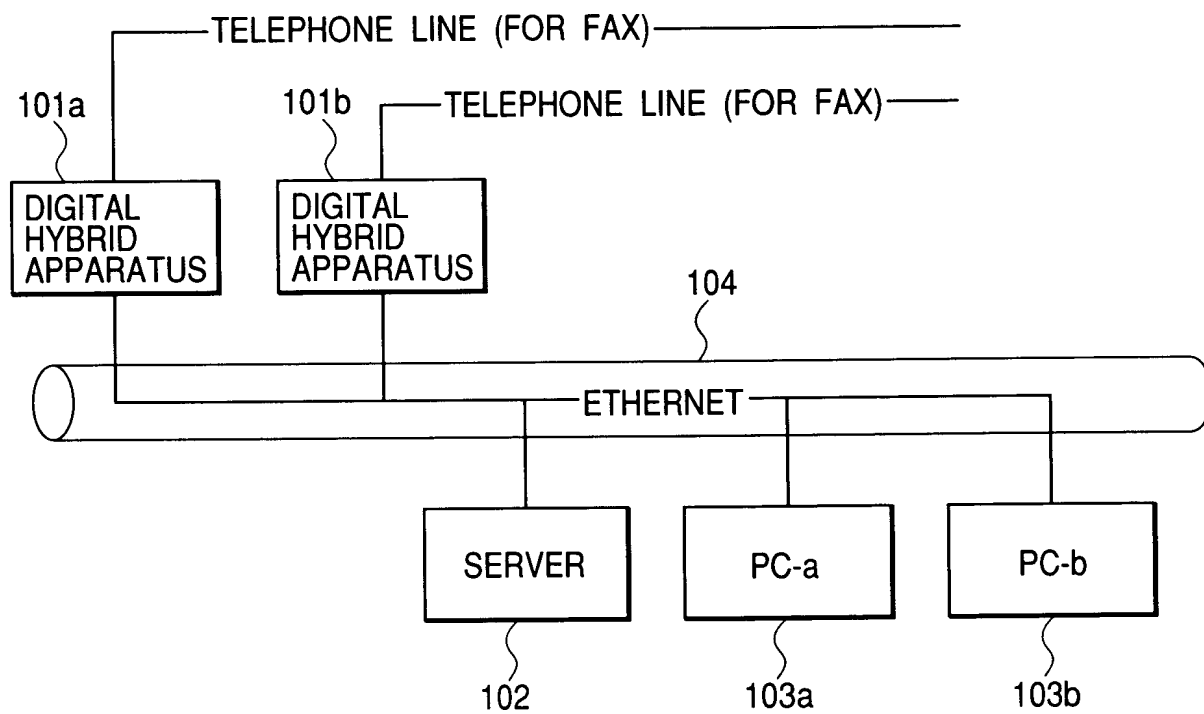 TELEPHONE LINE (FOR FAX)
101a
101b
TELEPHONE LINE (FOR FAX)
DIGITAL
HYBRID
APPARATUS
DIGITAL
HYBRID
APPARATUS
104
ETHERNET
SERVER
PC-a
PC-b
102
103a
103b